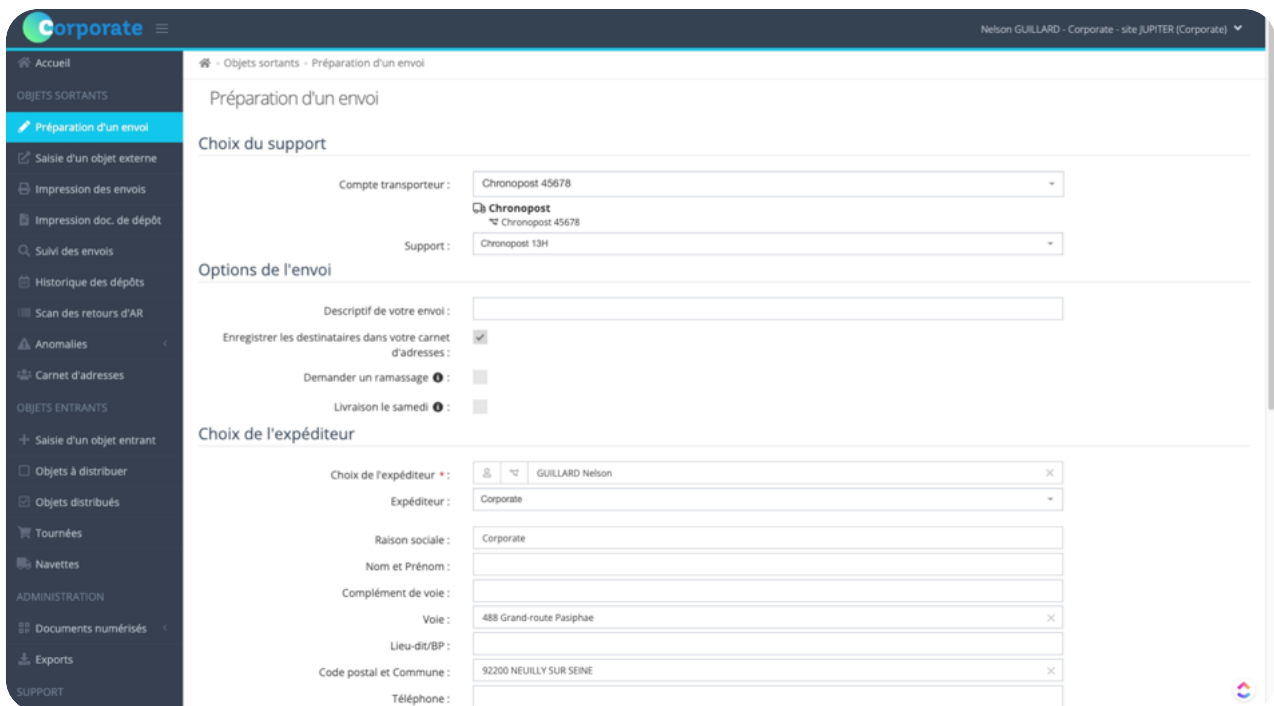 Corporate
Nelson GUILLARD - Corporate - site JUPITER (Corporate)
Accueil
OBJETS SORTANTS
Préparation d'un envoi
Saisie d'un objet externe
Impression des envois
Impression doc. de dépôt
Suivi des envois
Historique des dépôts
Scan des retours d'AR
Anomalies
Carnet d'adresses
OBJETS ENTRANTS
Saisie d'un objet entrant
Objets à distribuer
Objets distribués
Tournées
Navettes
ADMINISTRATION
Documents numérisés
Exports
SUPPORT
Objets sortants - Préparation d'un envoi
Préparation d'un envoi
Choix du support
Compte transporteur : Chronopost 45678
Chronopost
Chronopost 45678
Support : Chronopost 13H
Options de l'envoi
Descriptif de votre envoi :
Enregistrer les destinataires dans votre carnet
d'adresses :
Demander un ramassage :
Livraison le samedi :
Choix de l'expéditeur
Choix de l'expéditeur * : GUILLARD Nelson
Expéditeur : Corporate
Raison sociale : Corporate
Nom et Prénom :
Complément de voie :
Voie : 488 Grand-route Pasiphae
Lieu-dit/BP :
Code postal et Commune : 92200 NEUILLY SUR SEINE
Téléphone :